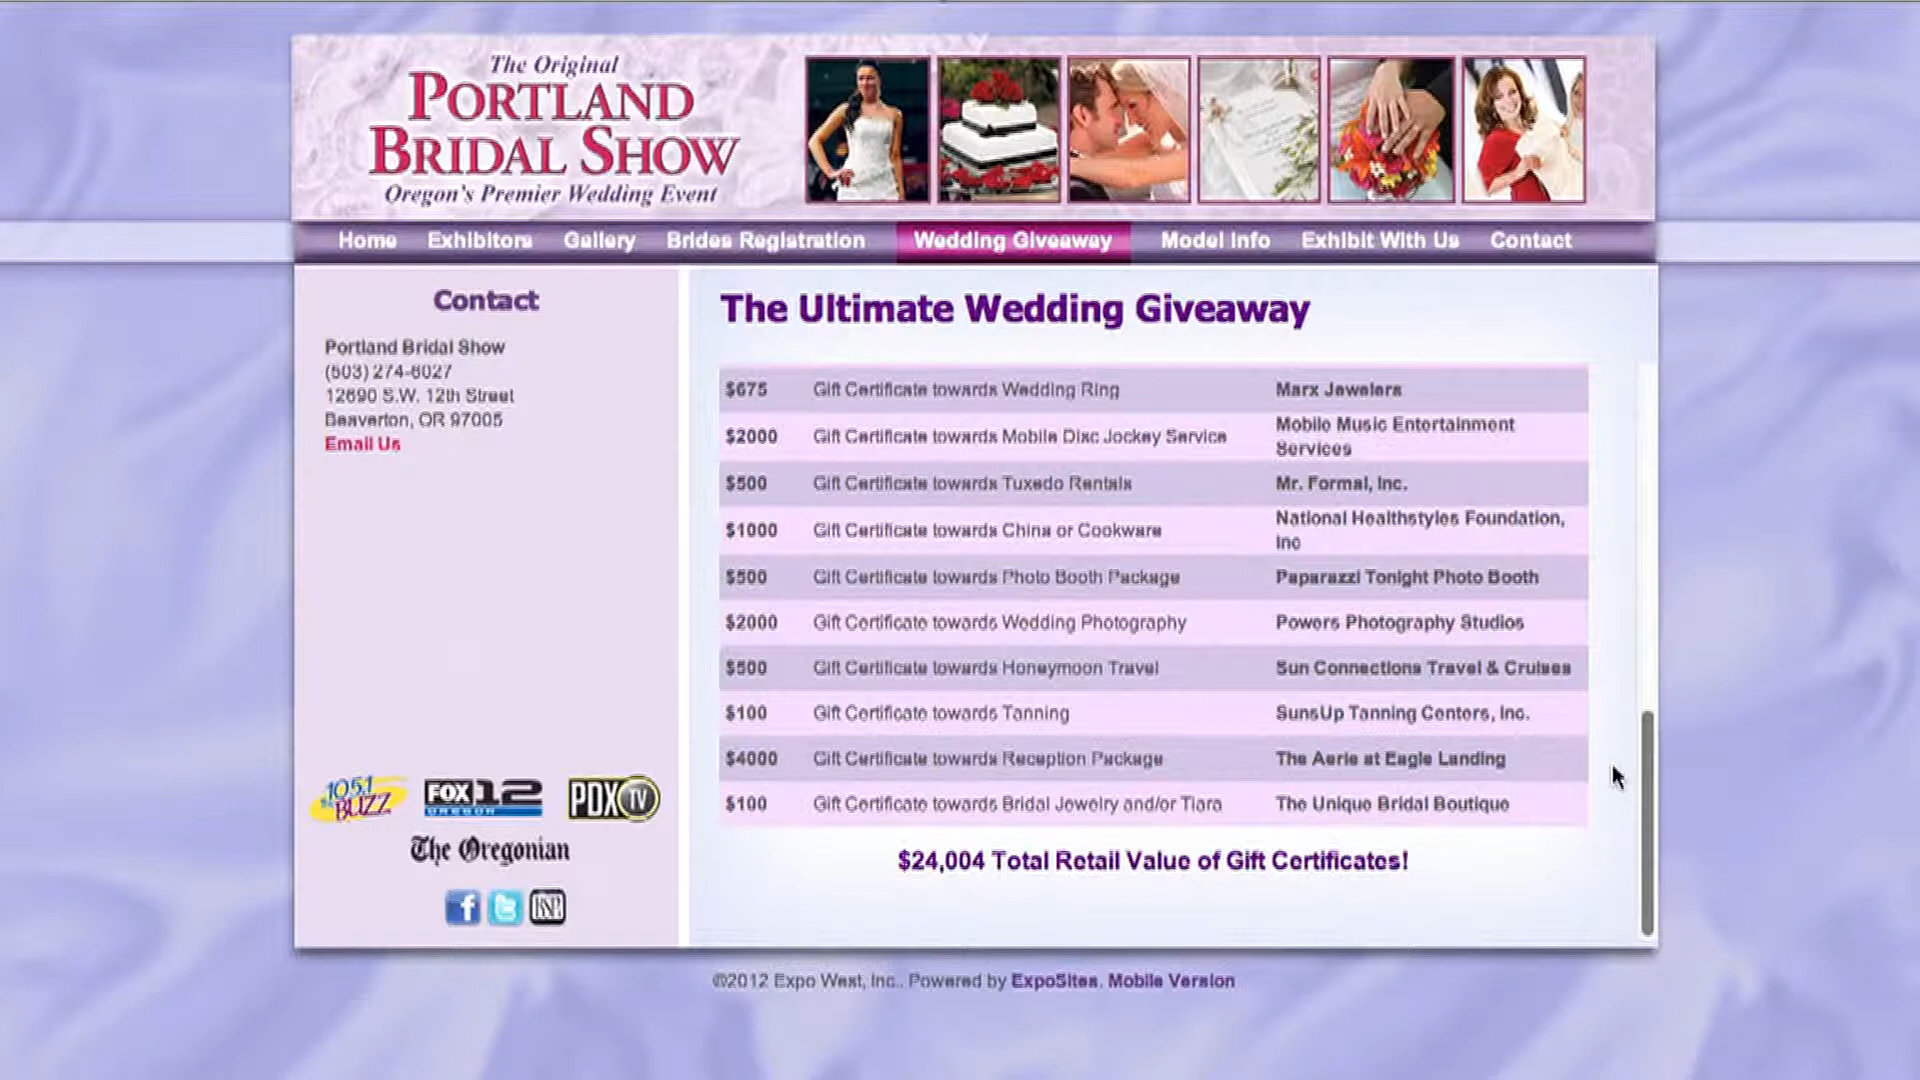 The Original
PORTLAND
BRIDAL SHOW
Oregon's Premier Wedding Event
Home Exhibitors Gallery Brides Registration Wedding Giveaway Model Info Exhibit With Us Contact
Contact
Portland Bridal Show
(503) 274-6027
12690 S.W. 12th Street
Beaverton, OR 97005
Email Us
105.1
the BUZZ
FOX 12
OREGON
PDX TV
The Oregonian
The Ultimate Wedding Giveaway
$675 Gift Certificate towards Wedding Ring Marx Jewelers
$2000 Gift Certificate towards Mobile Disc Jockey Service Mobile Music Entertainment
Services
$500 Gift Certificate towards Tuxedo Rentals Mr. Formal, Inc.
$1000 Gift Certificate towards China or Cookware National Healthstyles Foundation,
Inc
$500 Gift Certificate towards Photo Booth Package Paparazzi Tonight Photo Booth
$2000 Gift Certificate towards Wedding Photography Powers Photography Studios
$500 Gift Certificate towards Honeymoon Travel Sun Connections Travel & Cruises
$100 Gift Certificate towards Tanning SunsUp Tanning Centers, Inc.
$4000 Gift Certificate towards Reception Package The Aerie at Eagle Landing
$100 Gift Certificate towards Bridal Jewelry and/or Tiara The Unique Bridal Boutique
$24,004 Total Retail Value of Gift Certificates!
©2012 Expo West, Inc.. Powered by ExpoSites. Mobile Version